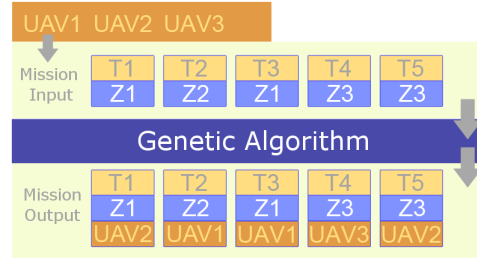 UAV1 UAV2 UAV3
Mission Input
T1 T2 T3 T4 T5
Z1 Z2 Z1 Z3 Z3
Genetic Algorithm
Mission Output
T1 T2 T3 T4 T5
Z1 Z2 Z1 Z3 Z3
UAV2 UAV1 UAV1 UAV3 UAV2